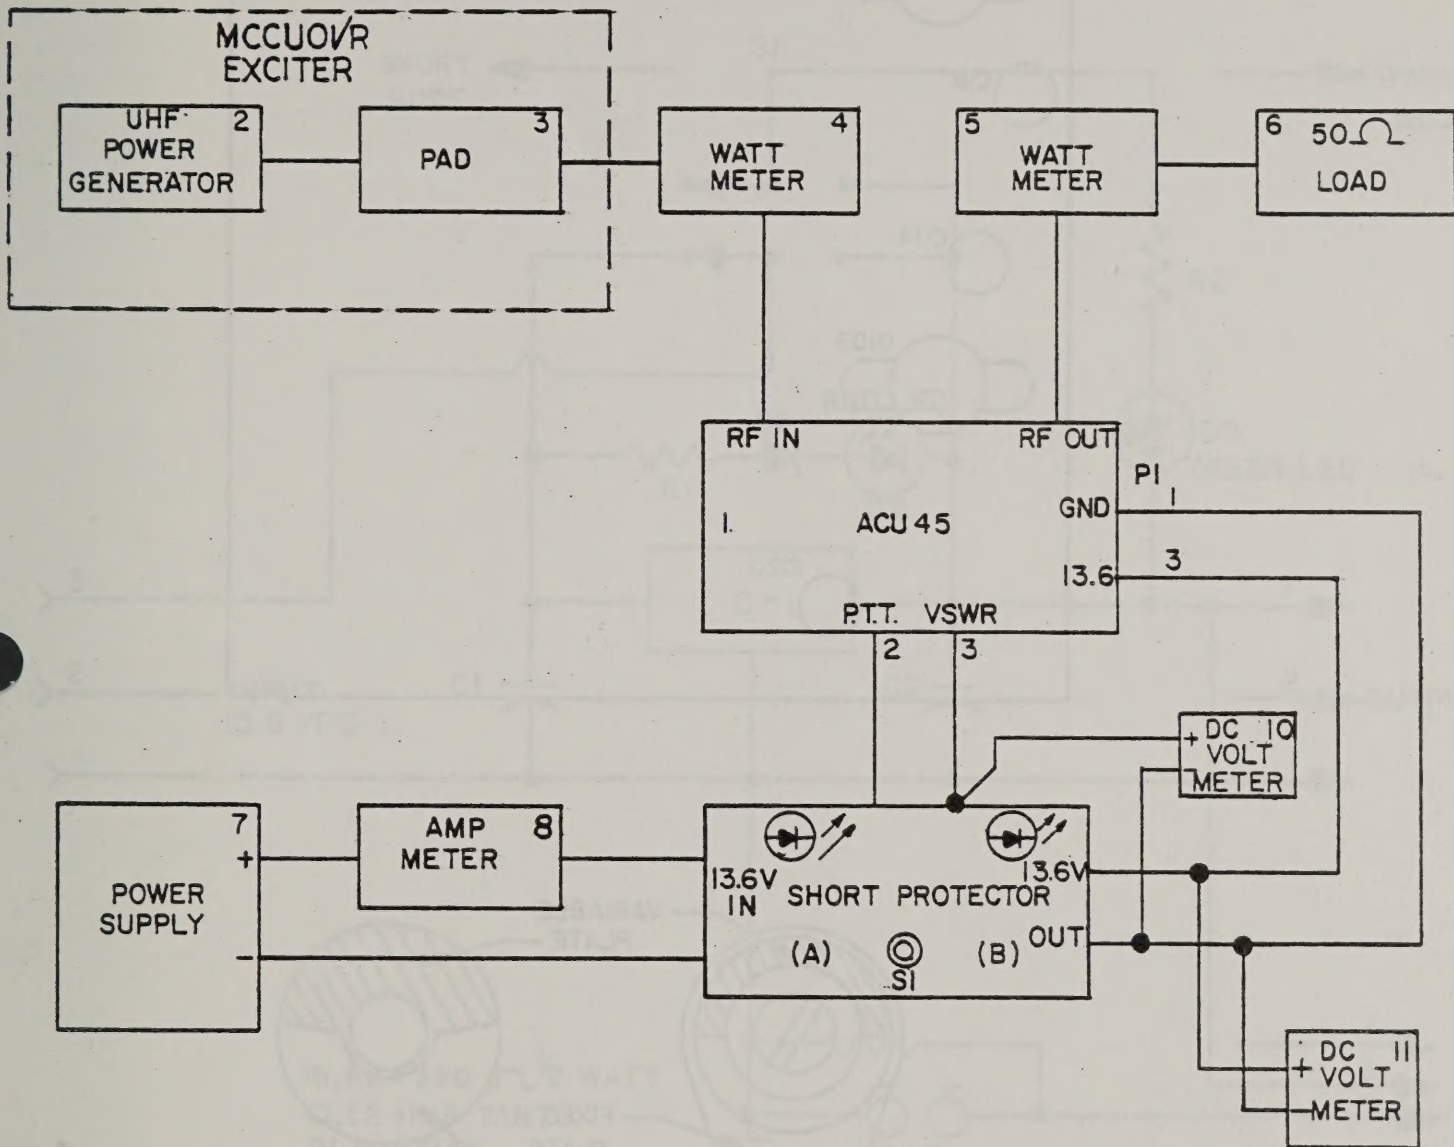 MCCUOI/R
EXCITER
UHF 2
POWER
GENERATOR
3
PAD
4
WATT
METER
5
WATT
METER
6 50Ω
LOAD
RF IN
RF OUT
P1
GND
1
1.
ACU 45
13.6
3
P.T.T.
VSWR
2
3
+ DC 10
VOLT
- METER
7
+
POWER
SUPPLY
-
AMP 8
METER
13.6V
IN
SHORT PROTECTOR
13.6V
(A)
S1
(B)
OUT
DC 11
+ VOLT
- METER